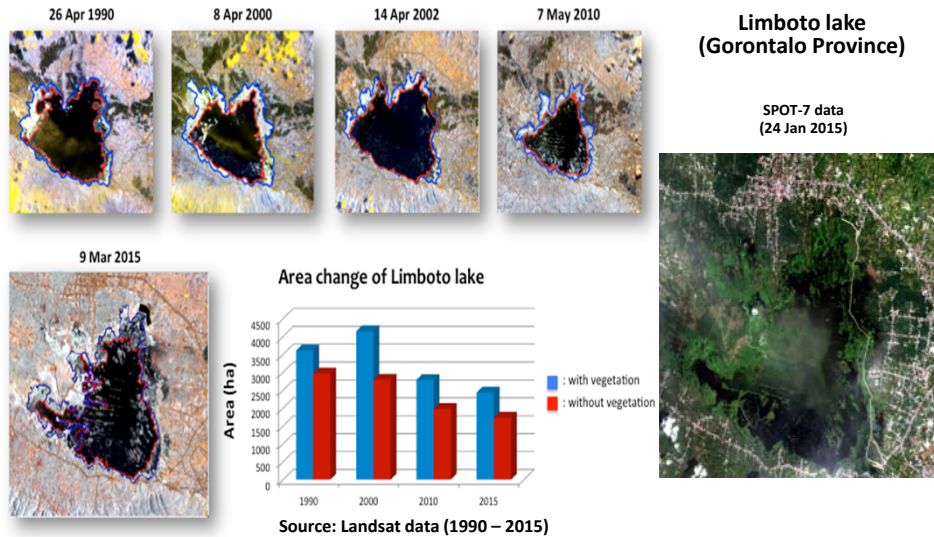 26 Apr 1990
8 Apr 2000
14 Apr 2002
7 May 2010
Limboto lake
(Gorontalo Province)
SPOT-7 data
(24 Jan 2015)
9 Mar 2015
Area change of Limboto lake
Area (ha)
4500
4000
3500
3000
2500
2000
1500
1000
500
0
1990
2000
2010
2015
: with vegetation
: without vegetation
Source: Landsat data (1990 – 2015)